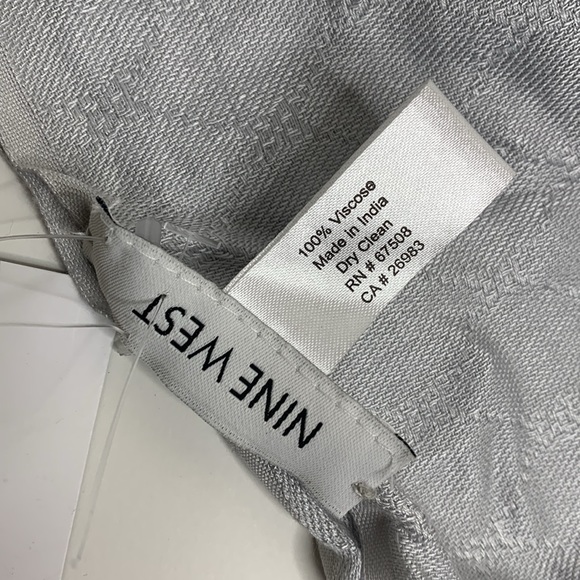 100% Viscose
Made in India
Dry Clean
RN # 67508
CA # 26983
NINE WEST